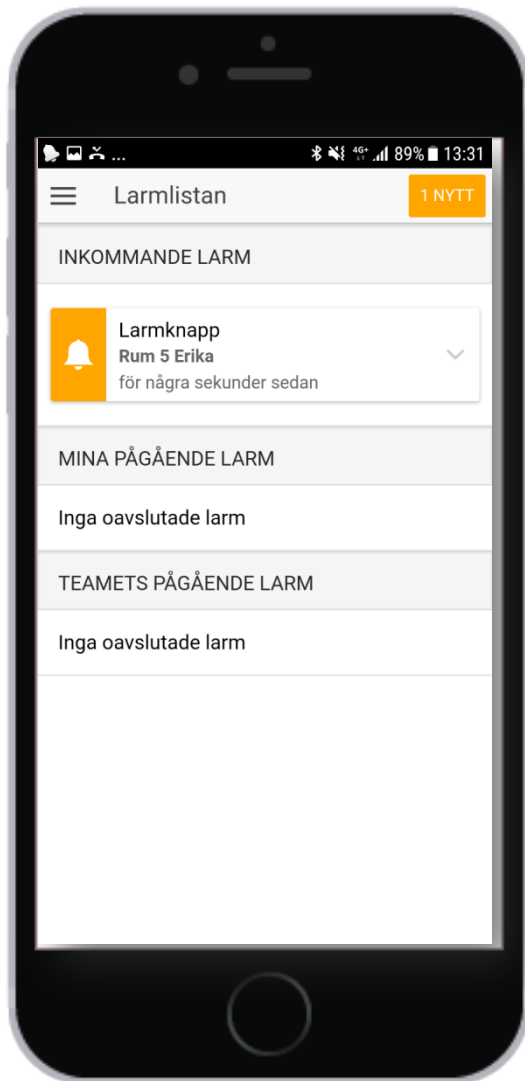 ... 4G+ 89% 13:31
Larmlistan 1 NYTT
INKOMMANDE LARM
Larmknapp
Rum 5 Erika
för några sekunder sedan
MINA PÅGÅENDE LARM
Inga oavslutade larm
TEAMETS PÅGÅENDE LARM
Inga oavslutade larm